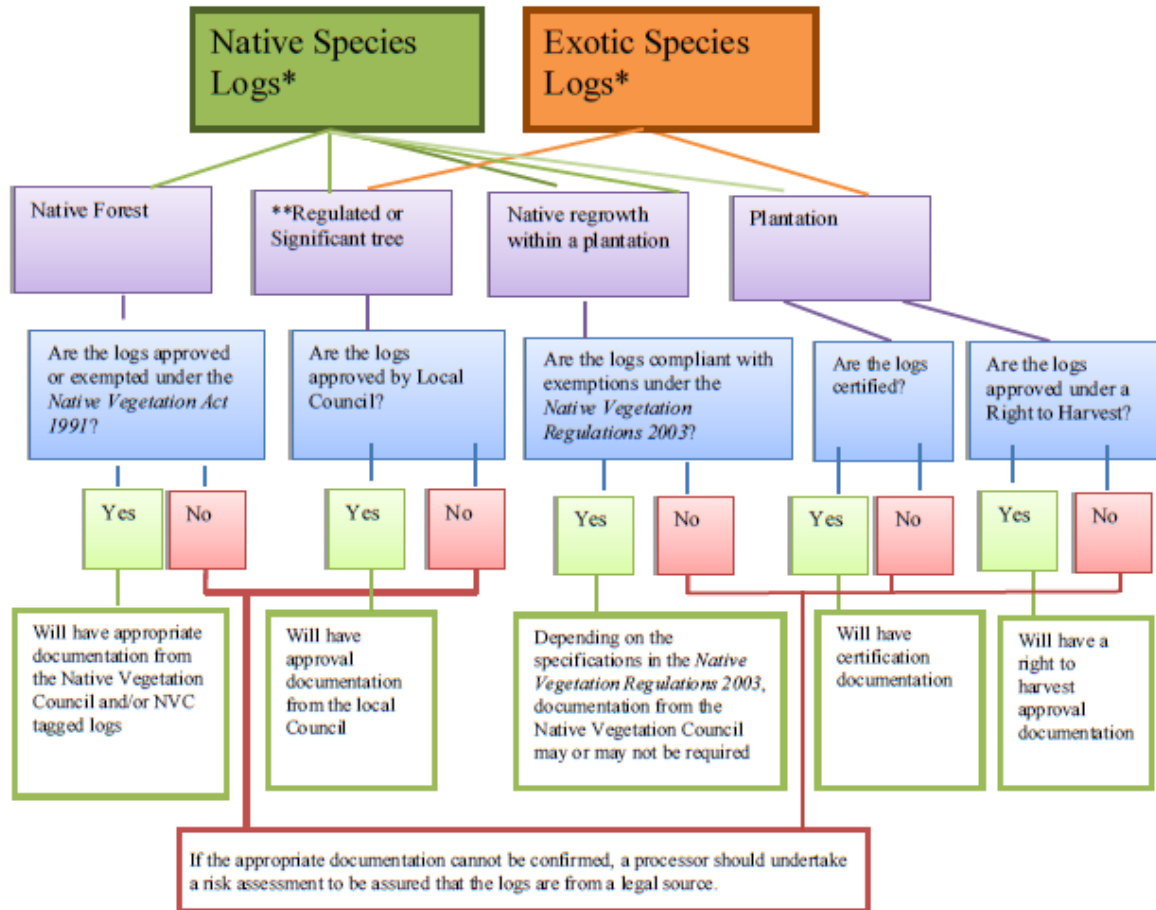 Native Species
Logs*
Exotic Species
Logs*
Native Forest
**Regulated or
Significant tree
Native regrowth
within a plantation
Plantation
Are the logs approved
or exempted under the
Native Vegetation Act
1991?
Are the logs
approved by Local
Council?
Are the logs compliant with
exemptions under the
Native Vegetation
Regulations 2003?
Are the logs
certified?
Are the logs
approved under a
Right to Harvest?
Yes
No
Yes
No
Yes
No
Yes
No
Yes
No
Will have appropriate
documentation from
the Native Vegetation
Council and/or NVC
tagged logs
Will have
approval
documentation
from the local
Council
Depending on the
specifications in the Native
Vegetation Regulations 2003,
documentation from the
Native Vegetation Council
may or may not be required
Will have
certification
documentation
Will have a
right to
harvest
approval
documentation
If the appropriate documentation cannot be confirmed, a processor should undertake
a risk assessment to be assured that the logs are from a legal source.